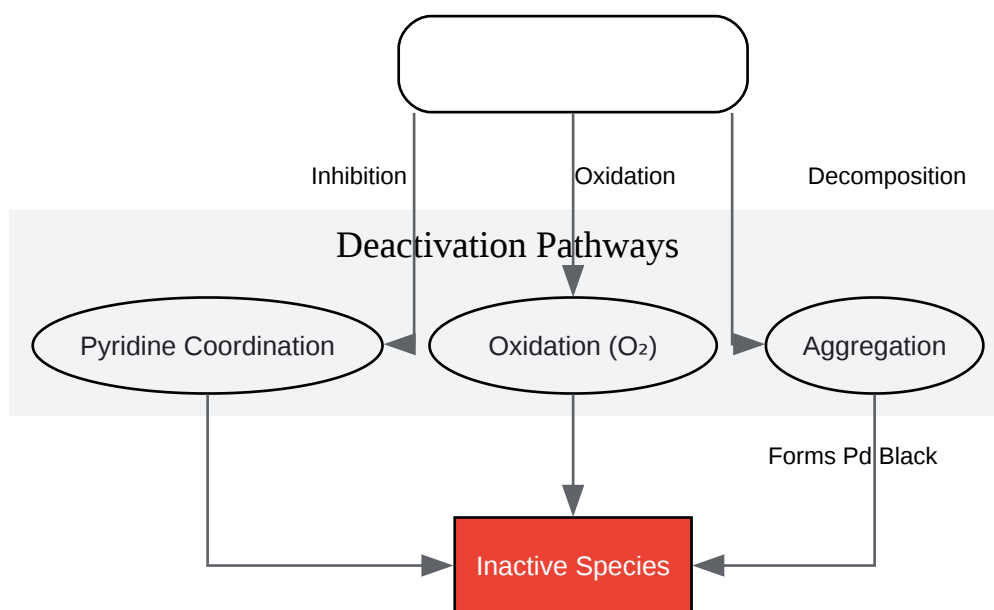 Inhibition
Oxidation
Decomposition
Deactivation Pathways
Pyridine Coordination
Oxidation (O₂)
Aggregation
Forms Pd Black
Inactive Species